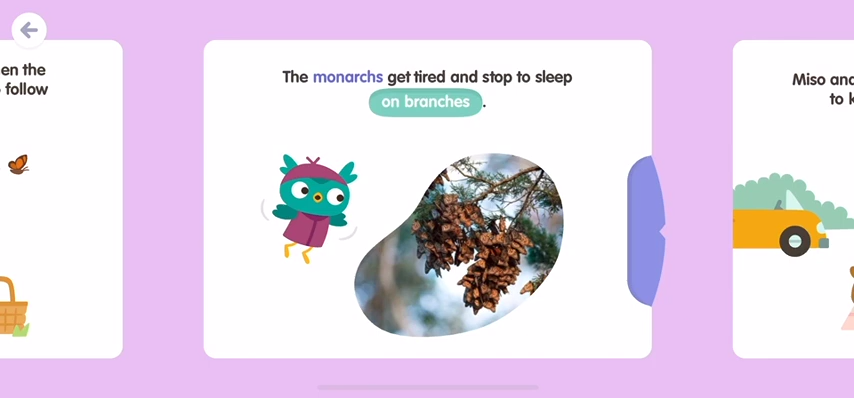 en the
follow
The monarchs get tired and stop to sleep
on branches.
Miso and
to k